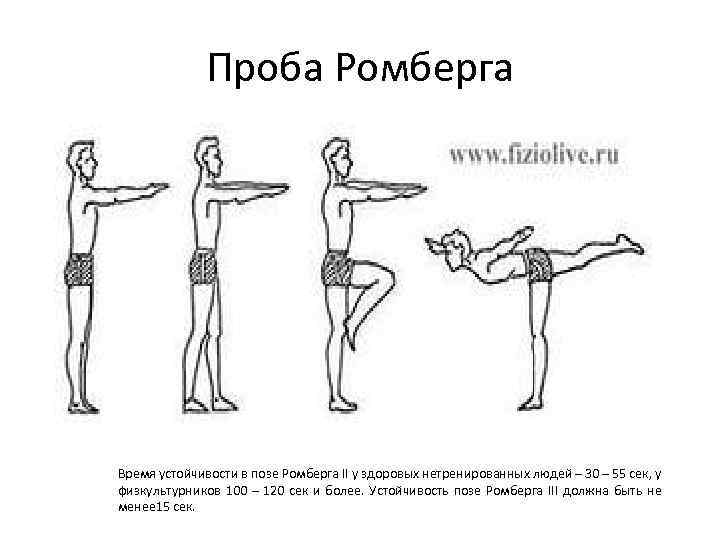 Проба Ромберга
www. fiziolive. ru
Время устойчивости в позе Ромберга II у здоровых нетренированных людей – 30 – 55 сек, у
физкультурников 100 – 120 сек и более. Устойчивость позе Ромберга III должна быть не
менее15 сек.